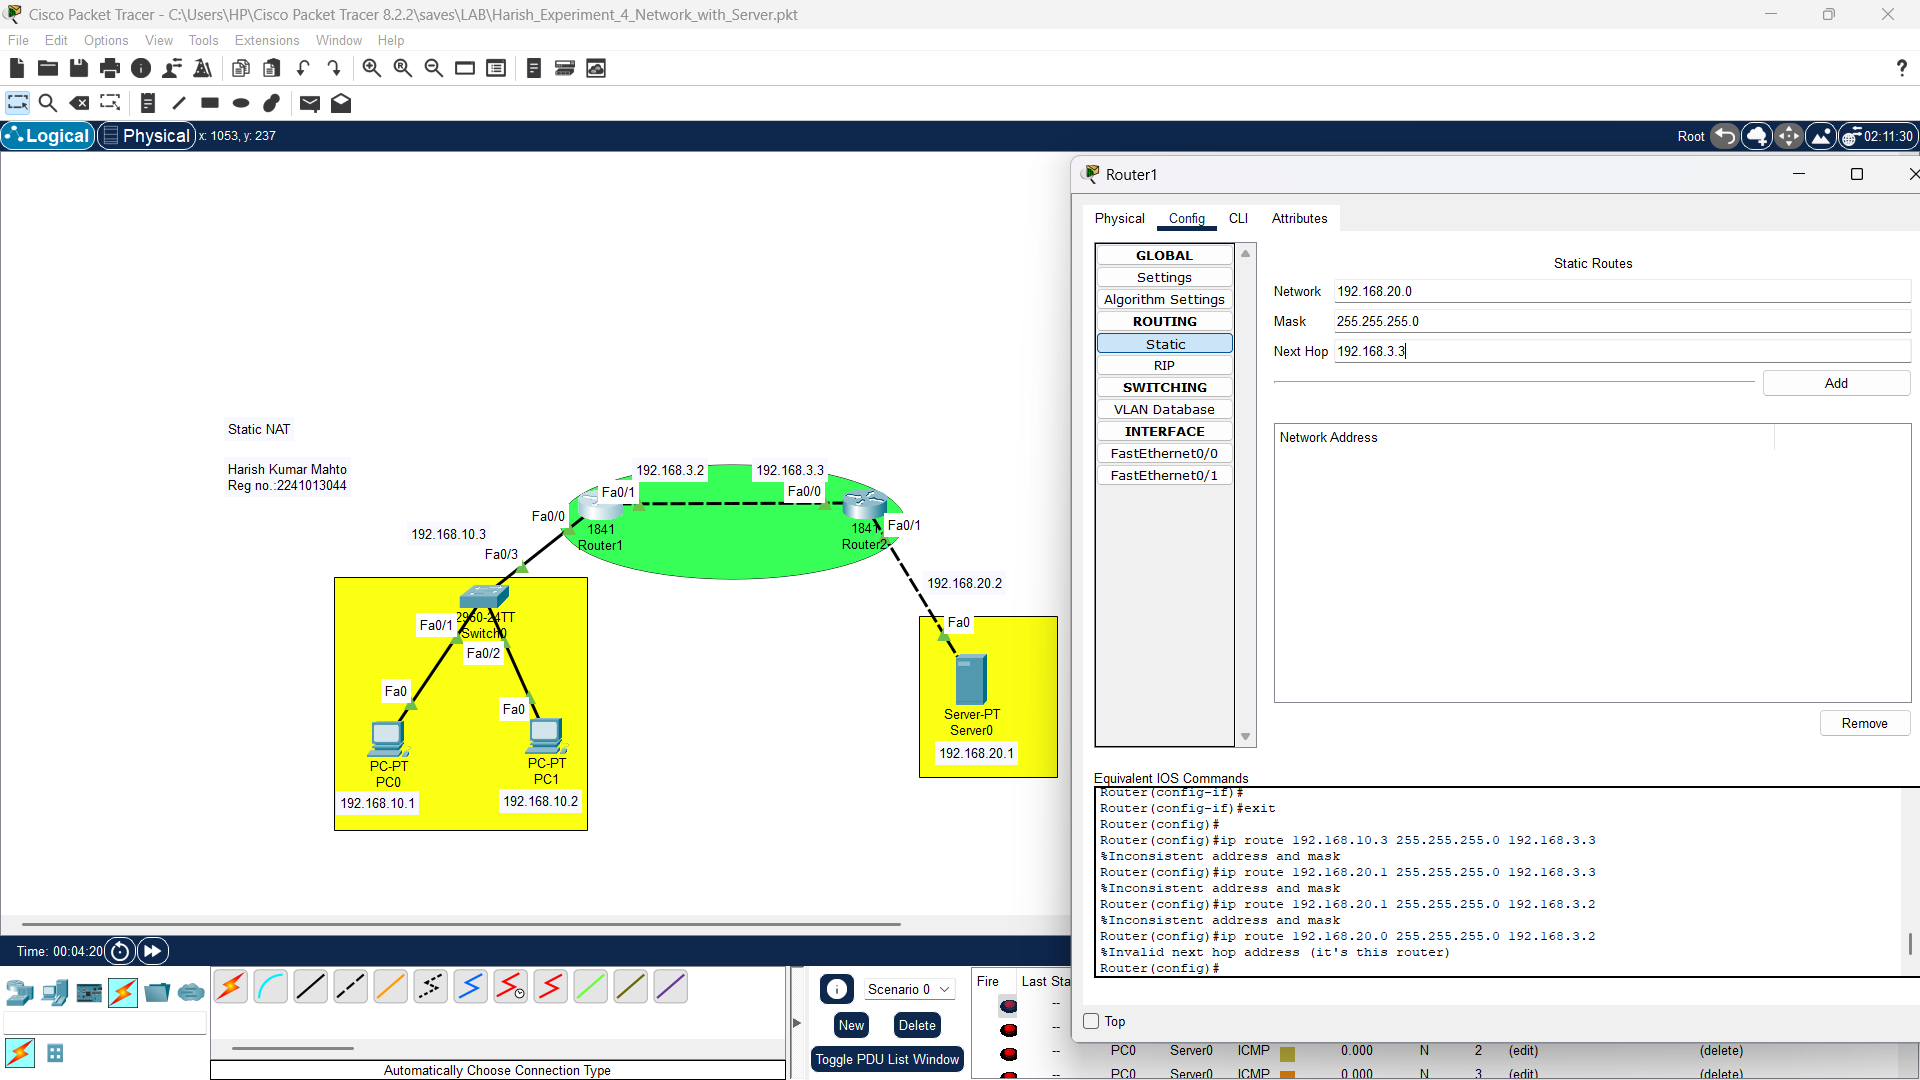 Cisco Packet Tracer - C:\Users\HP\Cisco Packet Tracer 8.2.2\saves\LAB\Harish_Experiment_4_Network_with_Server.pkt
File Edit Options View Tools Extensions Window Help
?
Logical Physical x: 1053, y: 237
Root 02:11:30
Static NAT
Harish Kumar Mahto
Reg no.:2241013044
192.168.3.2 192.168.3.3
Fa0/1 Fa0/0
Fa0/0 1841 1841 Fa0/1
Router1 Router2
192.168.10.3
Fa0/3
192.168.20.2
2950-24TT
Fa0/1 Switch0
Fa0/2
Fa0
Fa0
Fa0
PC-PT
PC0
PC-PT
PC1
192.168.10.1
192.168.10.2
Server-PT
Server0
192.168.20.1
Router1
Physical Config CLI Attributes
GLOBAL
Settings
Algorithm Settings
ROUTING
Static
RIP
SWITCHING
VLAN Database
INTERFACE
FastEthernet0/0
FastEthernet0/1
Static Routes
Network 192.168.20.0
Mask 255.255.255.0
Next Hop 192.168.3.3
Add
Network Address
Remove
Equivalent IOS Commands
Router(config-if)#
Router(config-if)#exit
Router(config)#
Router(config)#ip route 192.168.10.3 255.255.255.0 192.168.3.3
%Inconsistent address and mask
Router(config)#ip route 192.168.20.1 255.255.255.0 192.168.3.3
%Inconsistent address and mask
Router(config)#ip route 192.168.20.1 255.255.255.0 192.168.3.2
%Inconsistent address and mask
Router(config)#ip route 192.168.20.0 255.255.255.0 192.168.3.2
%Invalid next hop address (it's this router)
Router(config)#
Top
Time: 00:04:20
Automatically Choose Connection Type
Scenario 0
New Delete
Toggle PDU List Window
Fire Last Sta
--
--
-- PC0 Server0 ICMP 0.000 N 2 (edit) (delete)
-- PC0 Server0 ICMP 0.000 N 3 (edit) (delete)